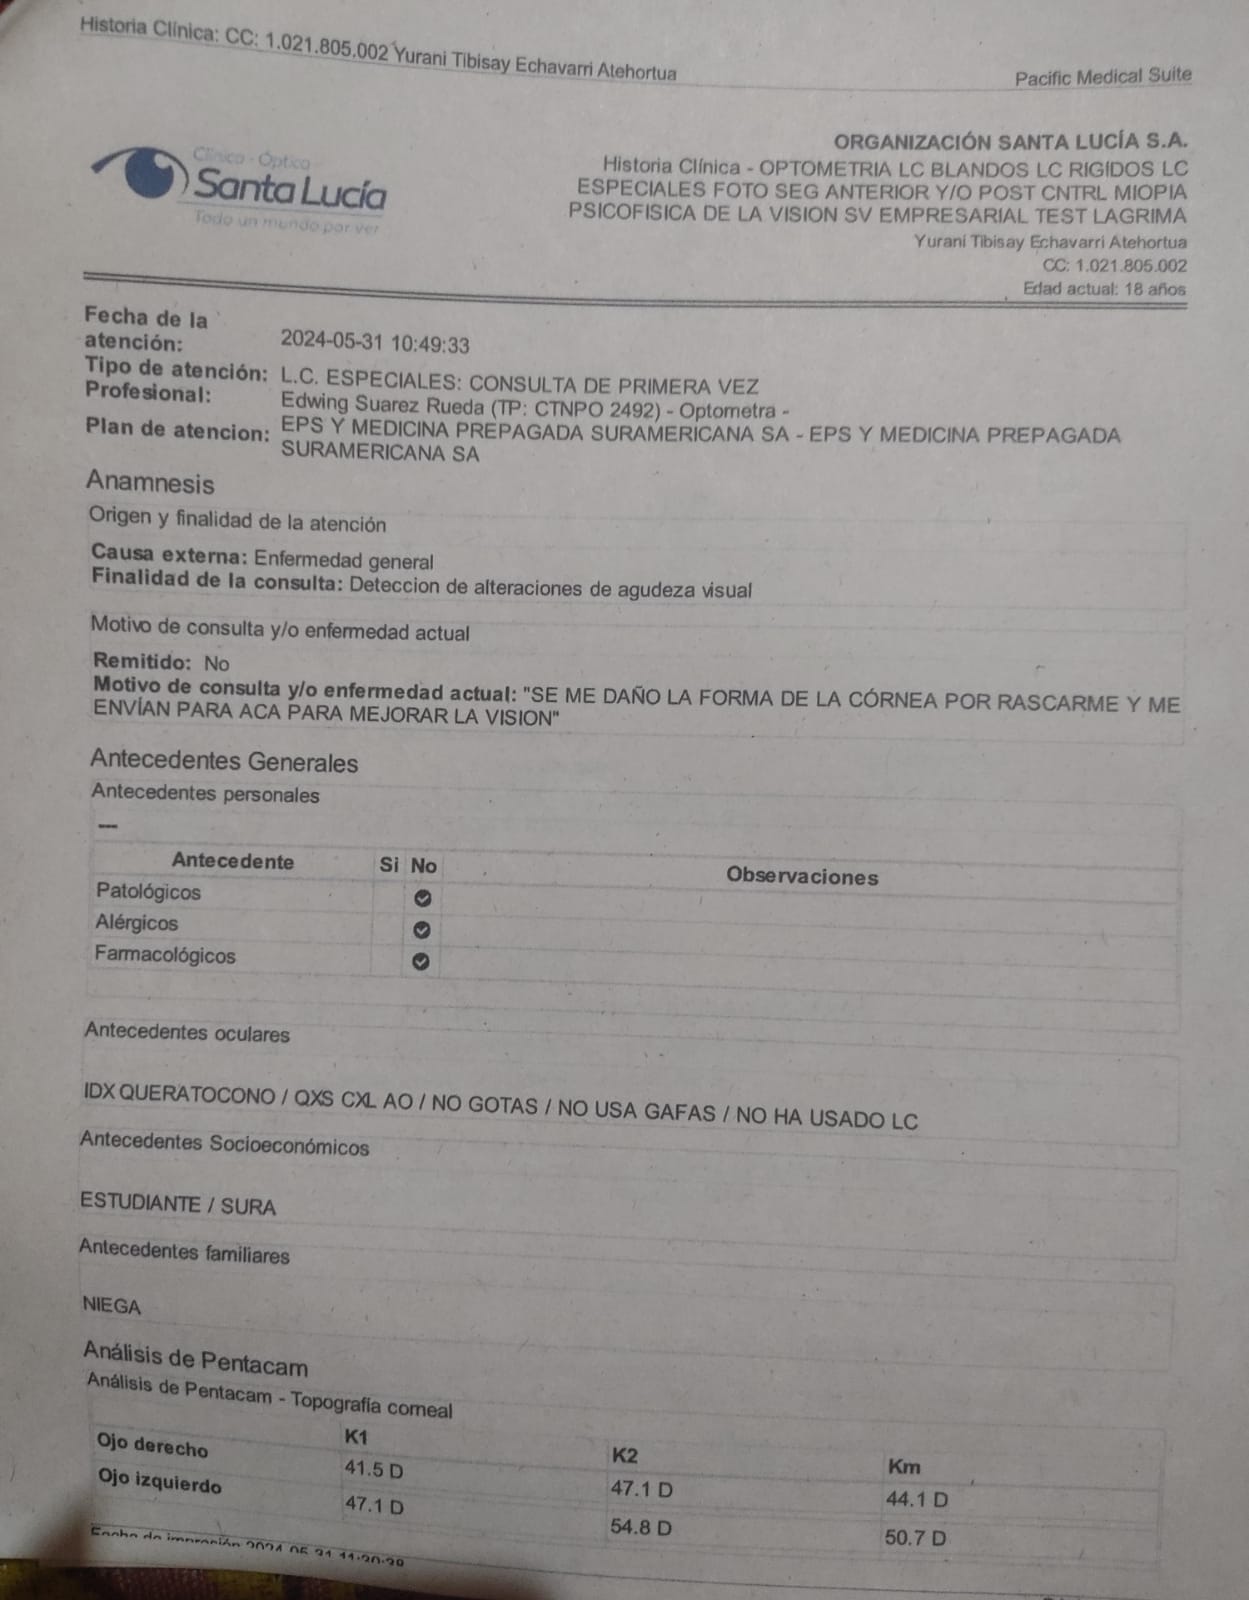 Historia Clínica: CC: 1.021.805.002 Yurani Tibisay Echavarri Atehortua
Pacific Medical Suite
Clínica - Óptica
Santa Lucía
Todo un mundo por ver
ORGANIZACIÓN SANTA LUCÍA S.A.
Historia Clínica - OPTOMETRIA LC BLANDOS LC RIGIDOS LC
ESPECIALES FOTO SEG ANTERIOR Y/O POST CNTRL MIOPIA
PSICOFISICA DE LA VISION SV EMPRESARIAL TEST LAGRIMA
Yurani Tibisay Echavarri Atehortua
CC: 1.021.805.002
Edad actual: 18 años
Fecha de la
atención: 2024-05-31 10:49:33
Tipo de atención: L.C. ESPECIALES: CONSULTA DE PRIMERA VEZ
Profesional: Edwing Suarez Rueda (TP: CTNPO 2492) - Optometra -
Plan de atencion: EPS Y MEDICINA PREPAGADA SURAMERICANA SA - EPS Y MEDICINA PREPAGADA
SURAMERICANA SA
Anamnesis
Origen y finalidad de la atención
Causa externa: Enfermedad general
Finalidad de la consulta: Deteccion de alteraciones de agudeza visual
Motivo de consulta y/o enfermedad actual
Remitido: No
Motivo de consulta y/o enfermedad actual: "SE ME DAÑO LA FORMA DE LA CÓRNEA POR RASCARME Y ME
ENVÍAN PARA ACA PARA MEJORAR LA VISION"
Antecedentes Generales
Antecedentes personales
—
Antecedente Si No Observaciones
Patológicos
Alérgicos
Farmacológicos
Antecedentes oculares
IDX QUERATOCONO / QXS CXL AO / NO GOTAS / NO USA GAFAS / NO HA USADO LC
Antecedentes Socioeconómicos
ESTUDIANTE / SURA
Antecedentes familiares
NIEGA
Análisis de Pentacam
Análisis de Pentacam - Topografía corneal
K1 K2 Km
Ojo derecho 41.5 D 47.1 D 44.1 D
Ojo izquierdo 47.1 D 54.8 D 50.7 D
Fecha de impresión 2024-05-31 11:20:29